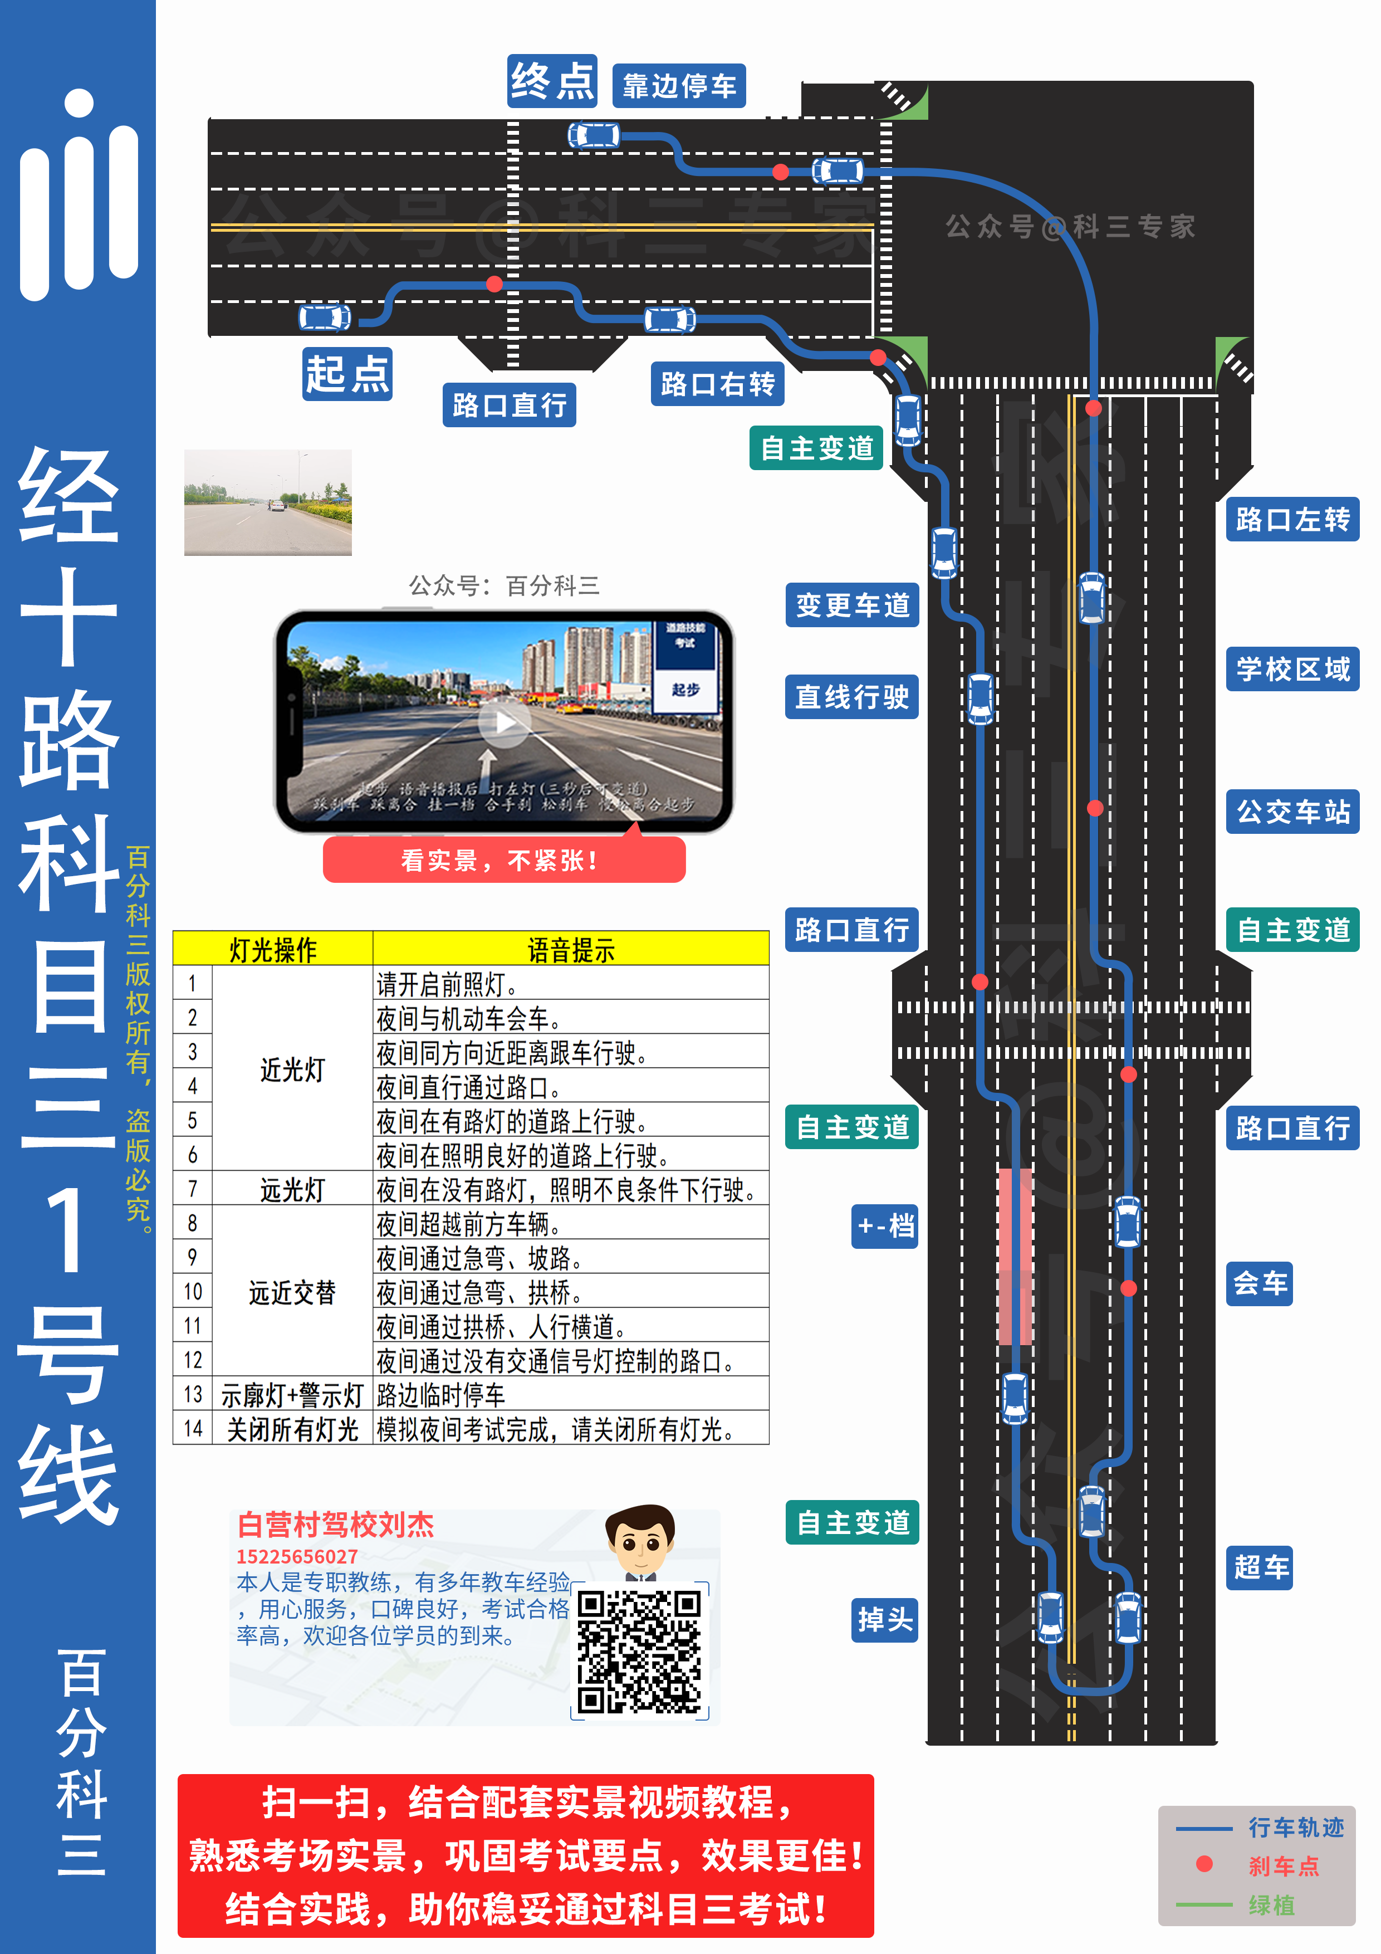 经十路科目三1号线
百分科三版权所有，盗版必究。
百分科三
终点
靠边停车
公众号@科三专家
公众号@科三专家
起点
路口直行
路口右转
自主变道
路口左转
变更车道
学校区域
直线行驶
公交车站
路口直行
自主变道
自主变道
路口直行
+-档
会车
自主变道
超车
掉头
公众号@科三专家
公众号：百分科三
道路技能
考试
起步
起步 语音播报后 打左灯(三秒后可变道)
踩刹车 踩离合 挂一档 合手刹 松刹车 慢抬离合起步
看实景，不紧张！
灯光操作 语音提示
1 请开启前照灯。
2 夜间与机动车会车。
3 夜间同方向近距离跟车行驶。
近光灯
4 夜间直行通过路口。
5 夜间在有路灯的道路上行驶。
6 夜间在照明良好的道路上行驶。
7 远光灯 夜间在没有路灯，照明不良条件下行驶。
8 夜间超越前方车辆。
9 夜间通过急弯、坡路。
10 远近交替 夜间通过急弯、拱桥。
11 夜间通过拱桥、人行横道。
12 夜间通过没有交通信号灯控制的路口。
13 示廓灯+警示灯 路边临时停车
14 关闭所有灯光 模拟夜间考试完成，请关闭所有灯光。
白营村驾校刘杰
15225656027
本人是专职教练，有多年教车经验
，用心服务，口碑良好，考试合格
率高，欢迎各位学员的到来。
扫一扫，结合配套实景视频教程，
熟悉考场实景，巩固考试要点，效果更佳！
结合实践，助你稳妥通过科目三考试！
行车轨迹
刹车点
绿植